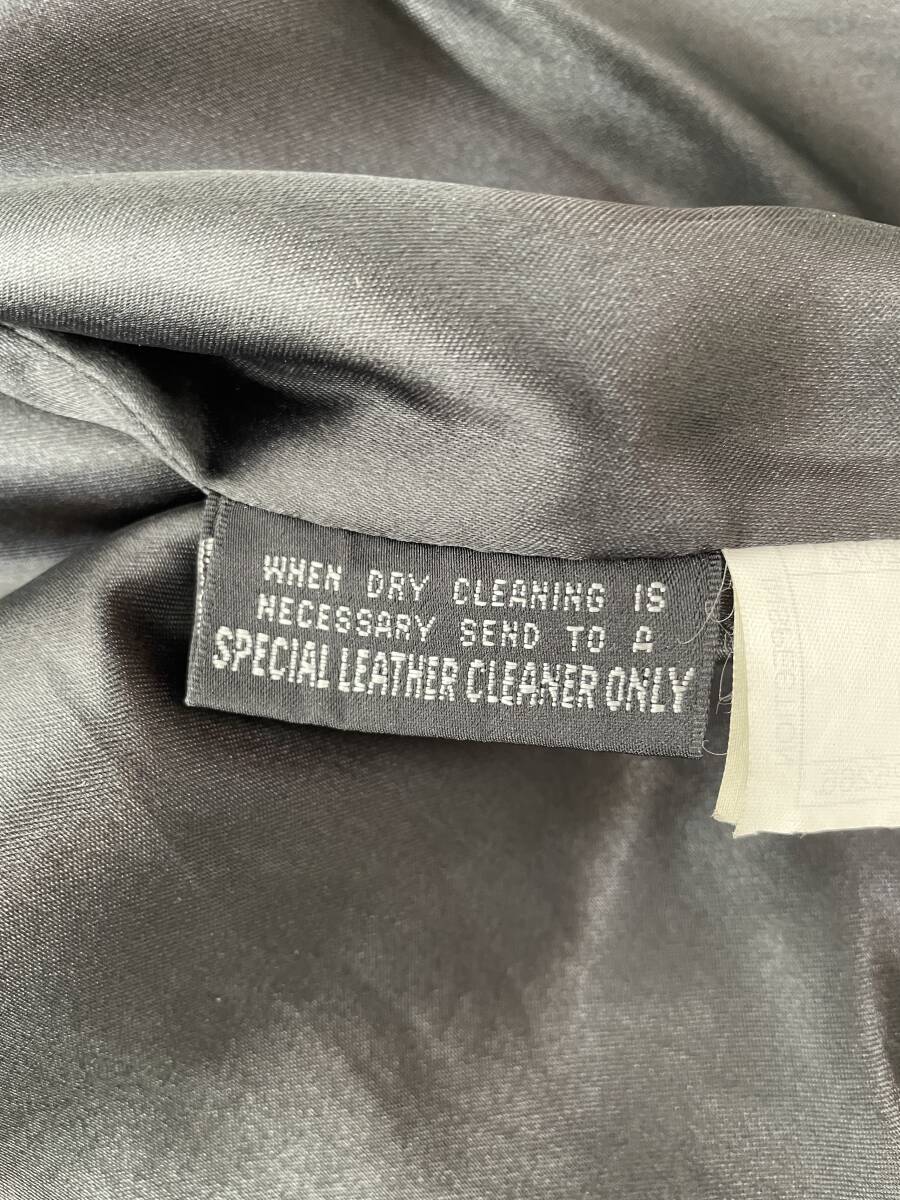 WHEN DRY CLEANING IS
NECESSARY SEND TO A
SPECIAL LEATHER CLEANER ONLY